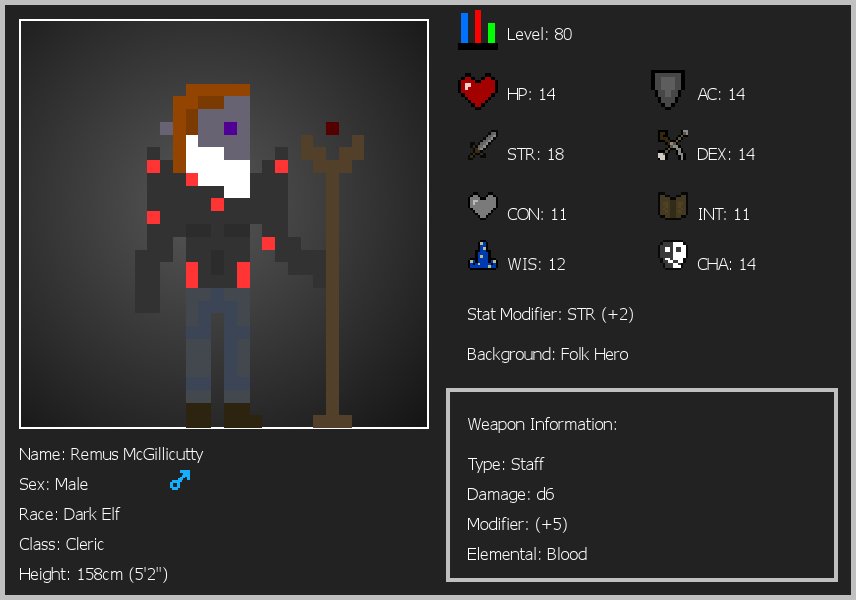 Level: 80
HP: 14
AC: 14
STR: 18
DEX: 14
CON: 11
INT: 11
WIS: 12
CHA: 14
Stat Modifier: STR (+2)
Background: Folk Hero
Weapon Information:
Type: Staff
Damage: d6
Modifier: (+5)
Elemental: Blood
Name: Remus McGillicutty
Sex: Male
Race: Dark Elf
Class: Cleric
Height: 158cm (5'2")